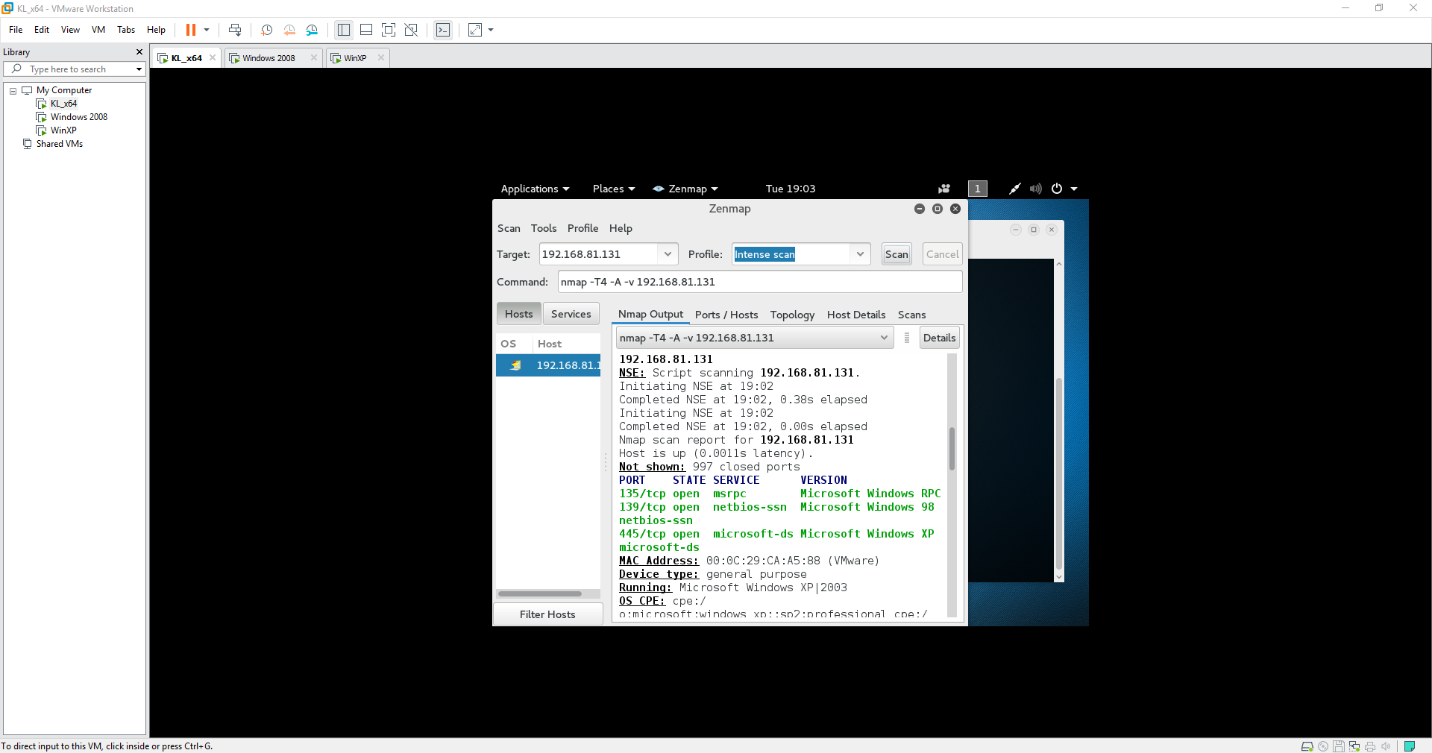 KL_x64 - VMware Workstation
File Edit View VM Tabs Help
Library
Type here to search
My Computer
KL_x64
Windows 2008
WinXP
Shared VMs
KL_x64 Windows 2008 WinXP
Applications Places Zenmap Tue 19:03 1
Zenmap
Scan Tools Profile Help
Target: 192.168.81.131 Profile: Intense scan Scan Cancel
Command: nmap -T4 -A -v 192.168.81.131
Hosts Services
OS Host
192.168.81.1
Filter Hosts
Nmap Output Ports / Hosts Topology Host Details Scans
nmap -T4 -A -v 192.168.81.131 Details
192.168.81.131
NSE: Script scanning 192.168.81.131.
Initiating NSE at 19:02
Completed NSE at 19:02, 0.38s elapsed
Initiating NSE at 19:02
Completed NSE at 19:02, 0.00s elapsed
Nmap scan report for 192.168.81.131
Host is up (0.0011s latency).
Not shown: 997 closed ports
PORT STATE SERVICE VERSION
135/tcp open msrpc Microsoft Windows RPC
139/tcp open netbios-ssn Microsoft Windows 98
netbios-ssn
445/tcp open microsoft-ds Microsoft Windows XP
microsoft-ds
MAC Address: 00:0C:29:CA:A5:88 (VMware)
Device type: general purpose
Running: Microsoft Windows XP|2003
OS CPE: cpe:/
o:microsoft:windows_xp::sp2:professional cpe:/
To direct input to this VM, click inside or press Ctrl+G.